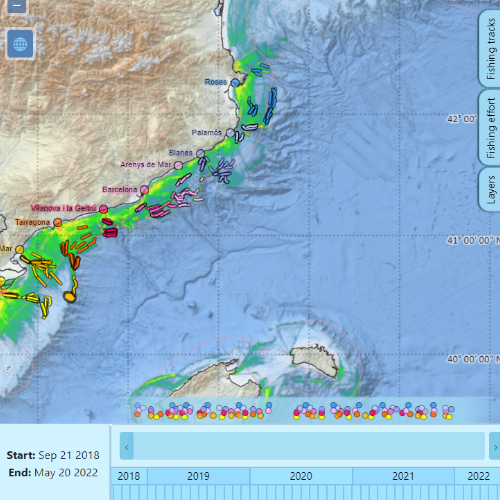 Fishing tracks
Fishing effort
Layers
Roses
42° 00' 00" N
Palamós
Blanes
Arenys de Mar
Barcelona
Vilanova i la Geltrú
Tarragona
Mar
41° 00' 00" N
40° 00' 00" N
Start: Sep 21 2018
End: May 20 2022
2018
2019
2020
2021
2022